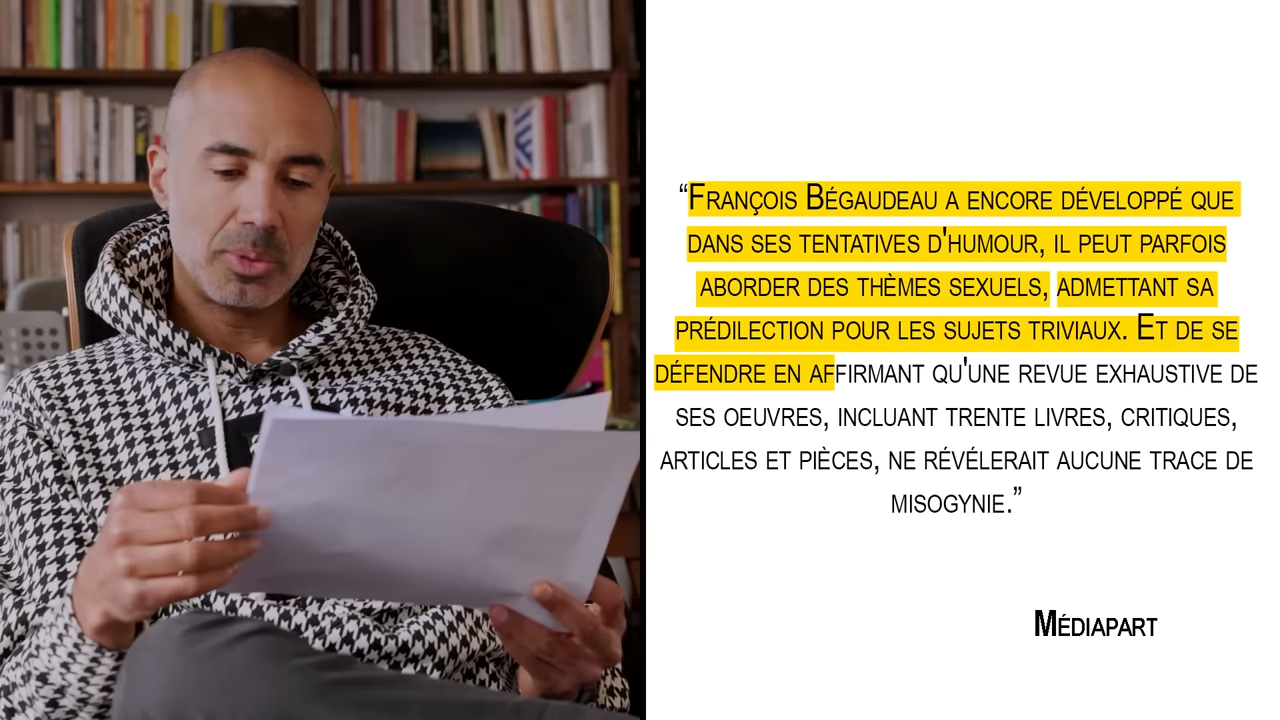 “François Bégaudeau a encore développé que
dans ses tentatives d'humour, il peut parfois
aborder des thèmes sexuels, admettant sa
prédilection pour les sujets triviaux. Et de se
défendre en affirmant qu'une revue exhaustive de
ses oeuvres, incluant trente livres, critiques,
articles et pièces, ne révélerait aucune trace de
misogynie.”
Médiapart